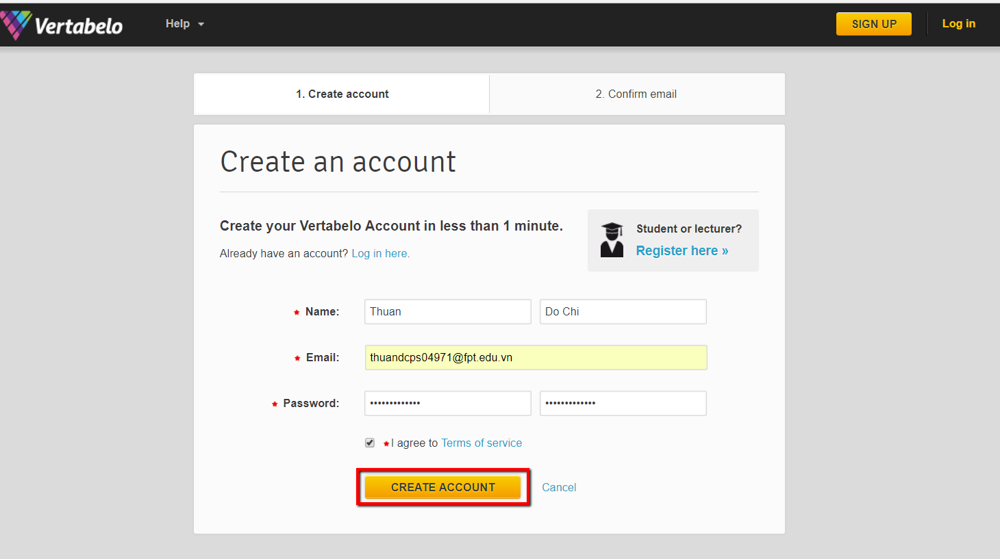 Vertabelo
Help
SIGN UP
Log in
1. Create account
2. Confirm email
Create an account
Create your Vertabelo Account in less than 1 minute.
Already have an account? Log in here.
Student or lecturer?
Register here »
* Name:
Thuan
Do Chi
* Email:
thuandcps04971@fpt.edu.vn
* Password:
•••••••••••••
•••••••••••••
* I agree to Terms of service
CREATE ACCOUNT
Cancel